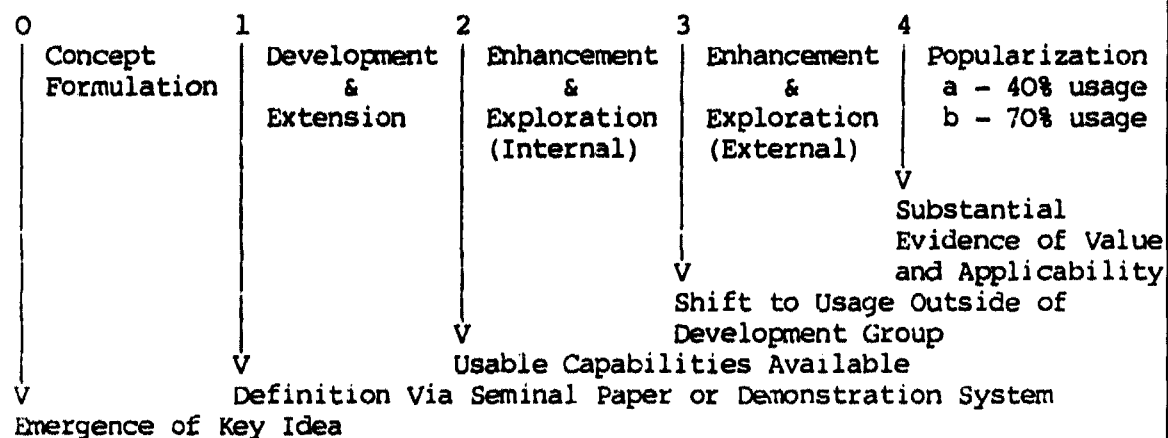 0 1 2 3 4
Concept Development Enhancement Enhancement Popularization
Formulation & & & a - 40% usage
Extension Exploration Exploration b - 70% usage
(Internal) (External)
V
Substantial
Evidence of Value
V and Applicability
Shift to Usage Outside of
V Development Group
V Usable Capabilities Available
V Definition Via Seminal Paper or Demonstration System
Emergence of Key Idea